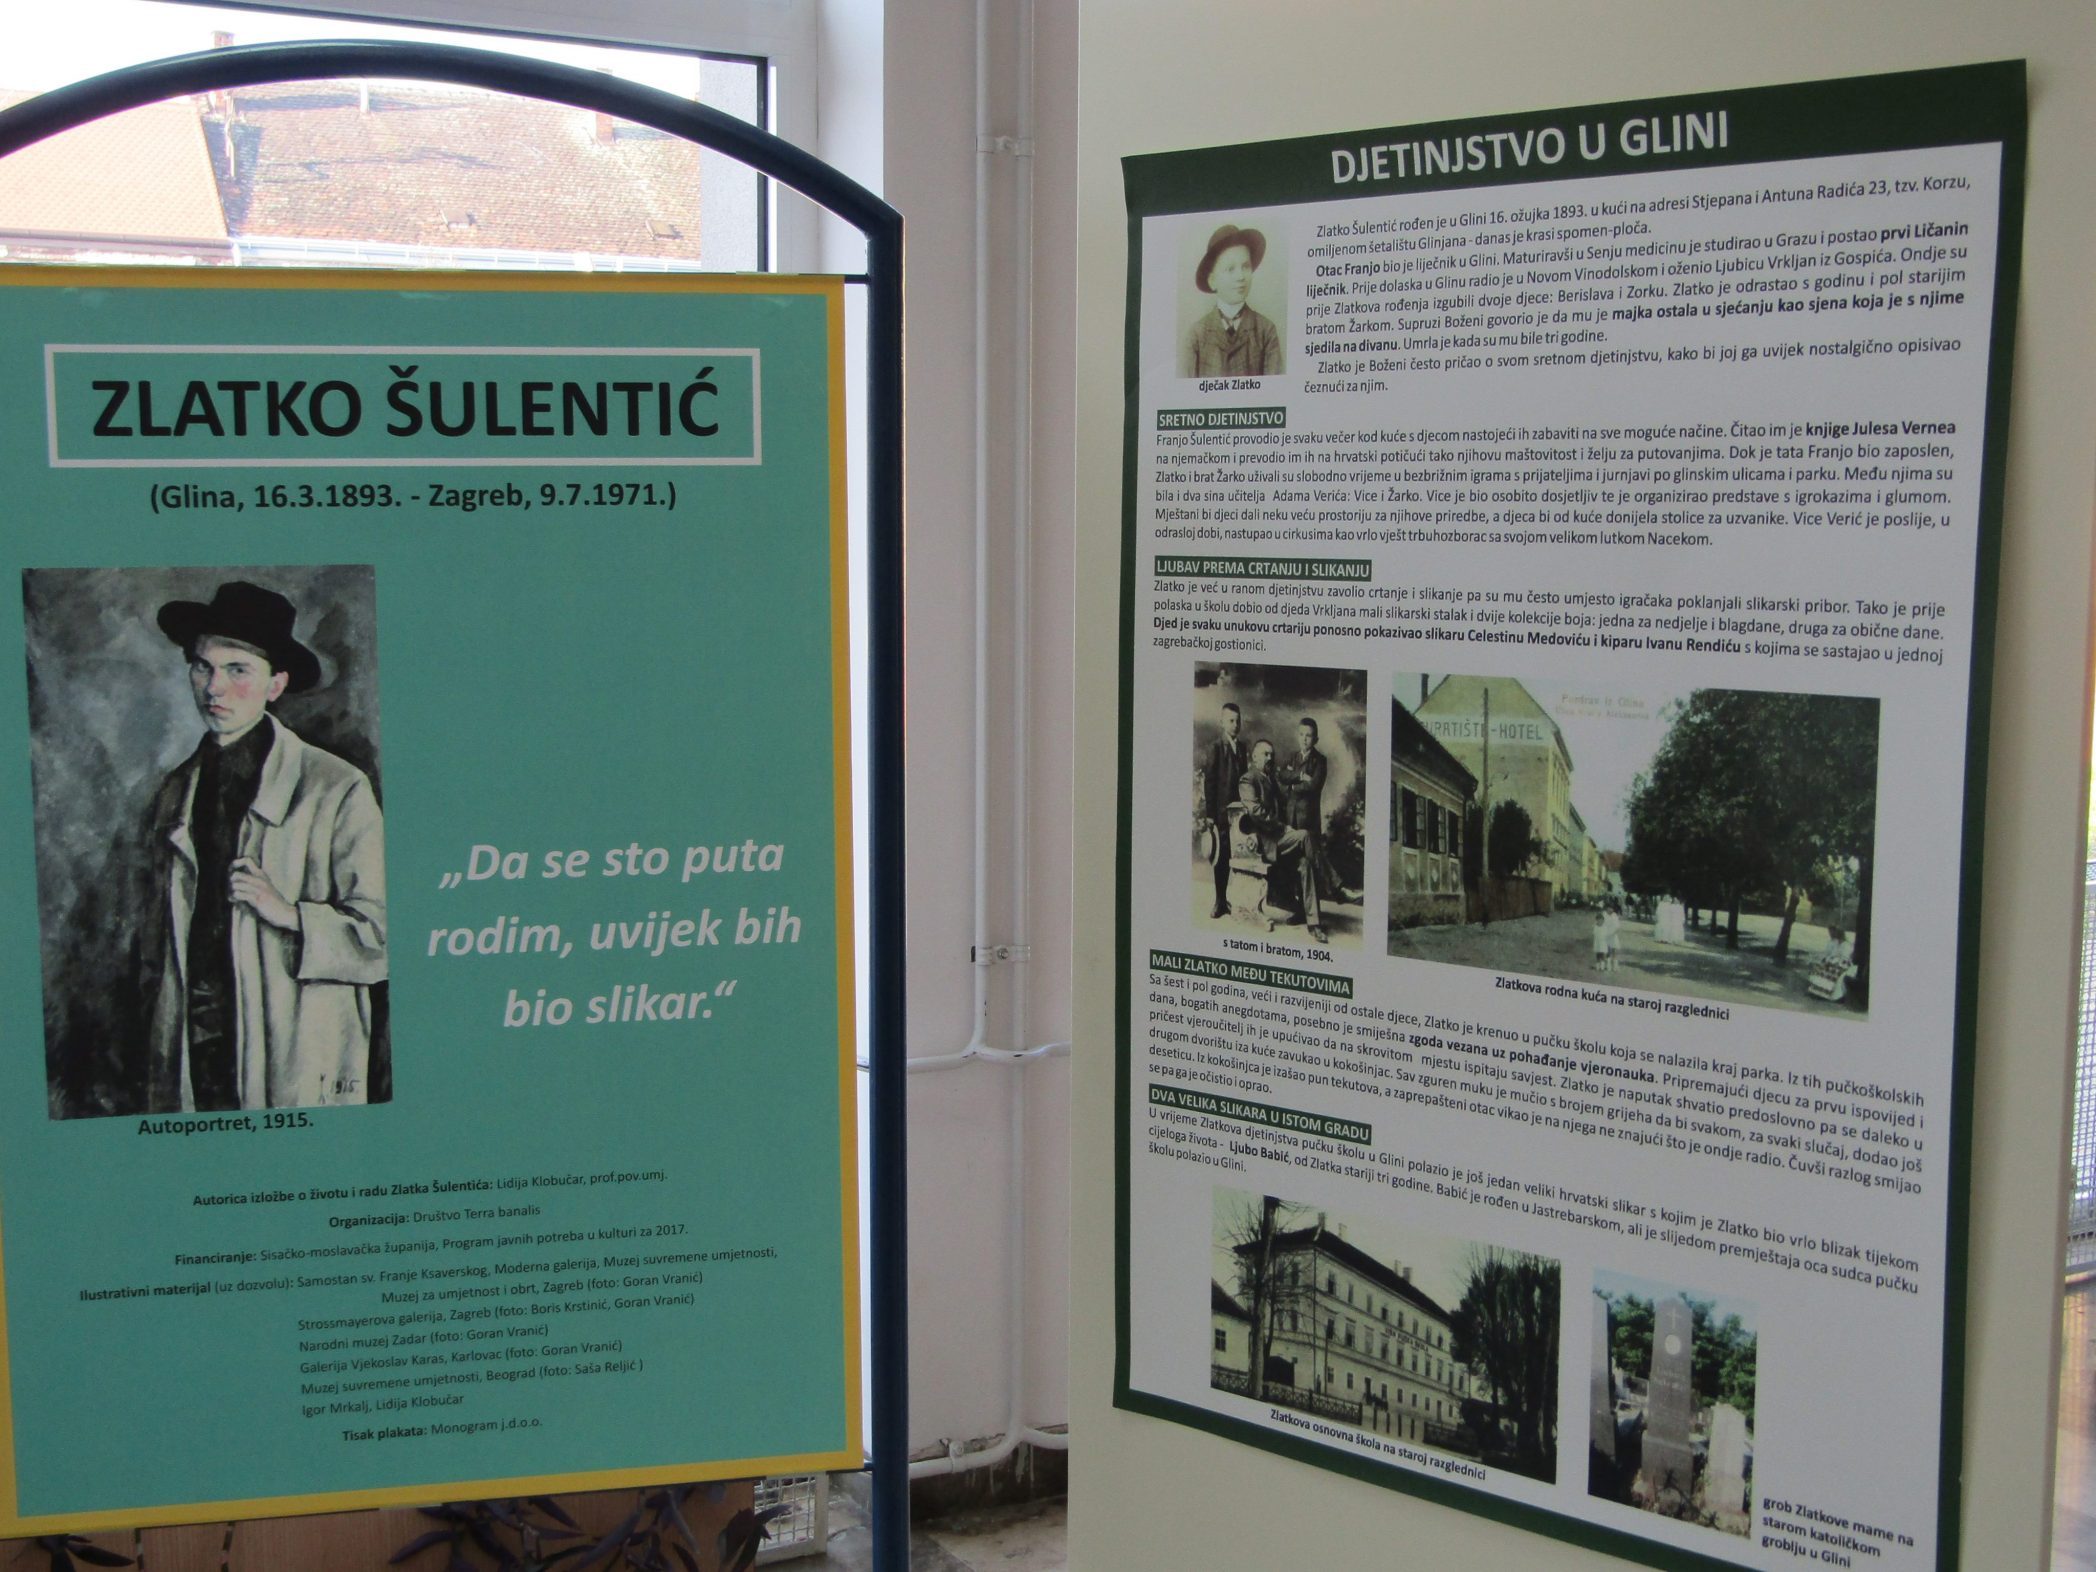 ZLATKO ŠULENTIĆ
(Glina, 16.3.1893. - Zagreb, 9.7.1971.)
„Da se sto puta
rodim, uvijek bih
bio slikar.“
1915.
Autoportret, 1915.
Autorica izložbe o životu i radu Zlatka Šulentića: Lidija Klobučar, prof.pov.umj.
Organizacija: Društvo Terra banalis
Financiranje: Sisačko-moslavačka županija, Program javnih potreba u kulturi za 2017.
Ilustrativni materijal (uz dozvolu): Samostan sv. Franje Ksaverskog, Moderna galerija, Muzej suvremene umjetnosti,
Muzej za umjetnost i obrt, Zagreb (foto: Goran Vranić)
Strossmayerova galerija, Zagreb (foto: Boris Krstinić, Goran Vranić)
Narodni muzej Zadar (foto: Goran Vranić)
Galerija Vjekoslav Karas, Karlovac (foto: Goran Vranić)
Muzej suvremene umjetnosti, Beograd (foto: Saša Reljić )
Igor Mrkalj, Lidija Klobučar
Tisak plakata: Monogram j.d.o.o.
DJETINJSTVO U GLINI
Zlatko Šulentić rođen je u Glini 16. ožujka 1893. u kući na adresi Stjepana i Antuna Radića 23, tzv. Korzu,
omiljenom šetalištu Glinjana - danas je krasi spomen-ploča.
Otac Franjo bio je liječnik u Glini. Maturiravši u Senju medicinu je studirao u Grazu i postao prvi Ličanin
liječnik. Prije dolaska u Glinu radio je u Novom Vinodolskom i oženio Ljubicu Vrkljan iz Gospića. Ondje su
prije Zlatkova rođenja izgubili dvoje djece: Berislava i Zorku. Zlatko je odrastao s godinu i pol starijim
bratom Žarkom. Supruzi Boženi govorio je da mu je majka ostala u sjećanju kao sjena koja je s njime
sjedila na divanu. Umrla je kada su mu bile tri godine.
Zlatko je Boženi često pričao o svom sretnom djetinjstvu, kako bi joj ga uvijek nostalgično opisivao
čeznući za njim.
dječak Zlatko
SRETNO DJETINJSTVO
Franjo Šulentić provodio je svaku večer kod kuće s djecom nastojeći ih zabaviti na sve moguće načine. Čitao im je knjige Julesa Vernea
na njemačkom i prevodio im ih na hrvatski potičući tako njihovu maštovitost i želju za putovanjima. Dok je tata Franjo bio zaposlen,
Zlatko i brat Žarko uživali su slobodno vrijeme u bezbrižnim igrama s prijateljima i jurnjavi po glinskim ulicama i parku. Među njima su
bila i dva sina učitelja Adama Verića: Vice i Žarko. Vice je bio osobito dosjetljiv te je organizirao predstave s igrokazima i glumom.
Mještani bi djeci dali neku veću prostoriju za njihove priredbe, a djeca bi od kuće donijela stolice za uzvanike. Vice Verić je poslije, u
odrasloj dobi, nastupao u cirkusima kao vrlo vješt trbuhozborac sa svojom velikom lutkom Nacekom.
LJUBAV PREMA CRTANJU I SLIKANJU
Zlatko je već u ranom djetinjstvu zavolio crtanje i slikanje pa su mu često umjesto igračaka poklanjali slikarski pribor. Tako je prije
polaska u školu dobio od djeda Vrkljana mali slikarski stalak i dvije kolekcije boja: jedna za nedjelje i blagdane, druga za obične dane.
Djed je svaku unukovu crtariju ponosno pokazivao slikaru Celestinu Medoviću i kiparu Ivanu Rendiću s kojima se sastajao u jednoj
zagrebačkoj gostionici.
Pozdrav iz Gline
URATIŠTE-HOTEL
s tatom i bratom, 1904.
Zlatkova rodna kuća na staroj razglednici
MALI ZLATKO MEĐU TEKUTOVIMA
Sa šest i pol godina, veći i razvijeniji od ostale djece, Zlatko je krenuo u pučku školu koja se nalazila kraj parka. Iz tih pučkoškolskih
dana, bogatih anegdotama, posebno je smiješna zgoda vezana uz pohađanje vjeronauka. Pripremajući djecu za prvu ispovijed i
pričest vjeroučitelj ih je upućivao da na skrovitom mjestu ispitaju savjest. Zlatko je naputak shvatio predoslovno pa se daleko u
drugom dvorištu iza kuće zavukao u kokošinjac. Sav zguren muku je mučio s brojem grijeha da bi svakom, za svaki slučaj, dodao još
deseticu. Iz kokošinjca je izašao pun tekutova, a zaprepašteni otac vikao je na njega ne znajući što je ondje radio. Čuvši razlog smijao
se pa ga je očistio i oprao.
DVA VELIKA SLIKARA U ISTOM GRADU
U vrijeme Zlatkova djetinjstva pučku školu u Glini polazio je još jedan veliki hrvatski slikar s kojim je Zlatko bio vrlo blizak tijekom
cijeloga života - Ljubo Babić, od Zlatka stariji tri godine. Babić je rođen u Jastrebarskom, ali je slijedom premještaja oca sudca pučku
školu polazio u Glini.
Zlatkova osnovna škola na staroj razglednici
grob Zlatkove mame na
starom katoličkom
groblju u Glini